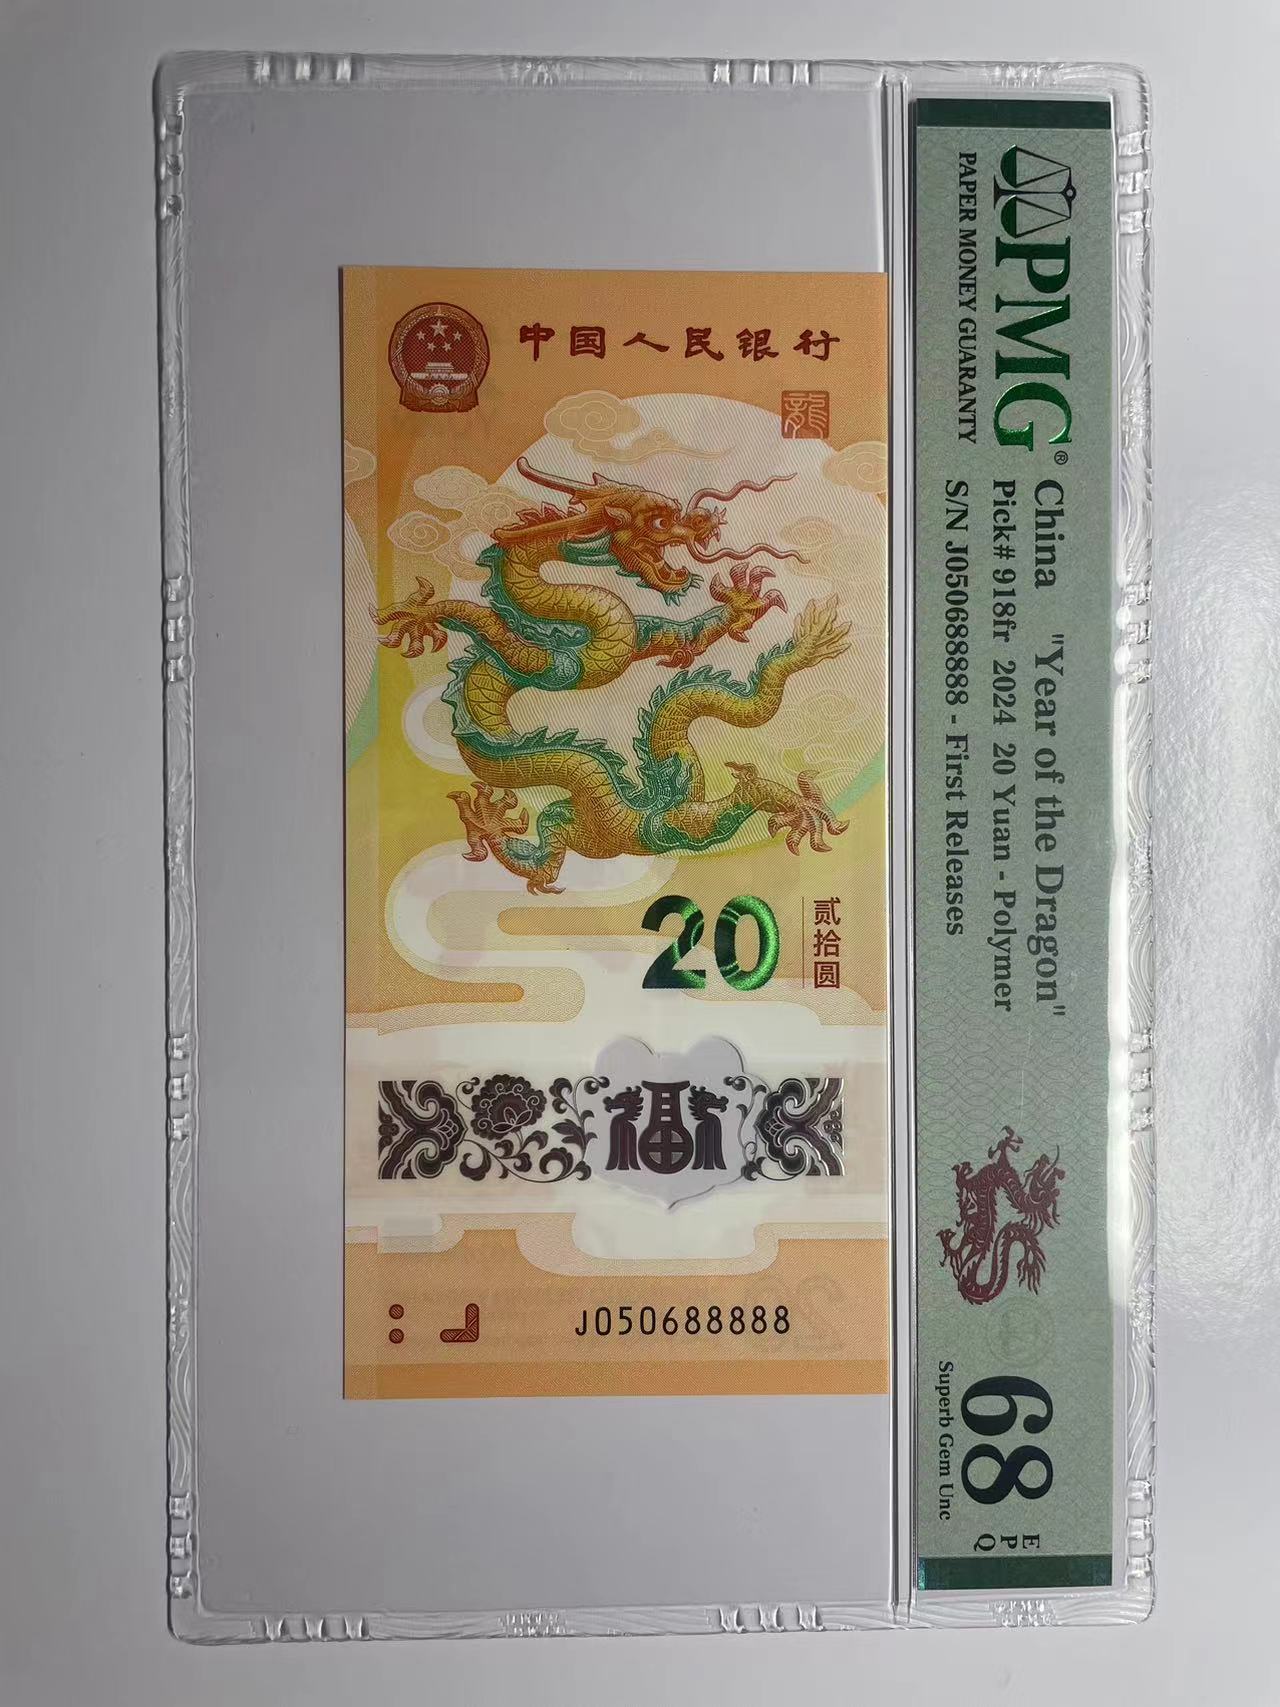 中国人民银行
龍
20
贰拾圆
福
J050688888
PMG®
PAPER MONEY GUARANTY
China "Year of the Dragon"
Pick# 918fr 2024 20 Yuan - Polymer
S/N J050688888 - First Releases
68
EPQ
Superb Gem Unc